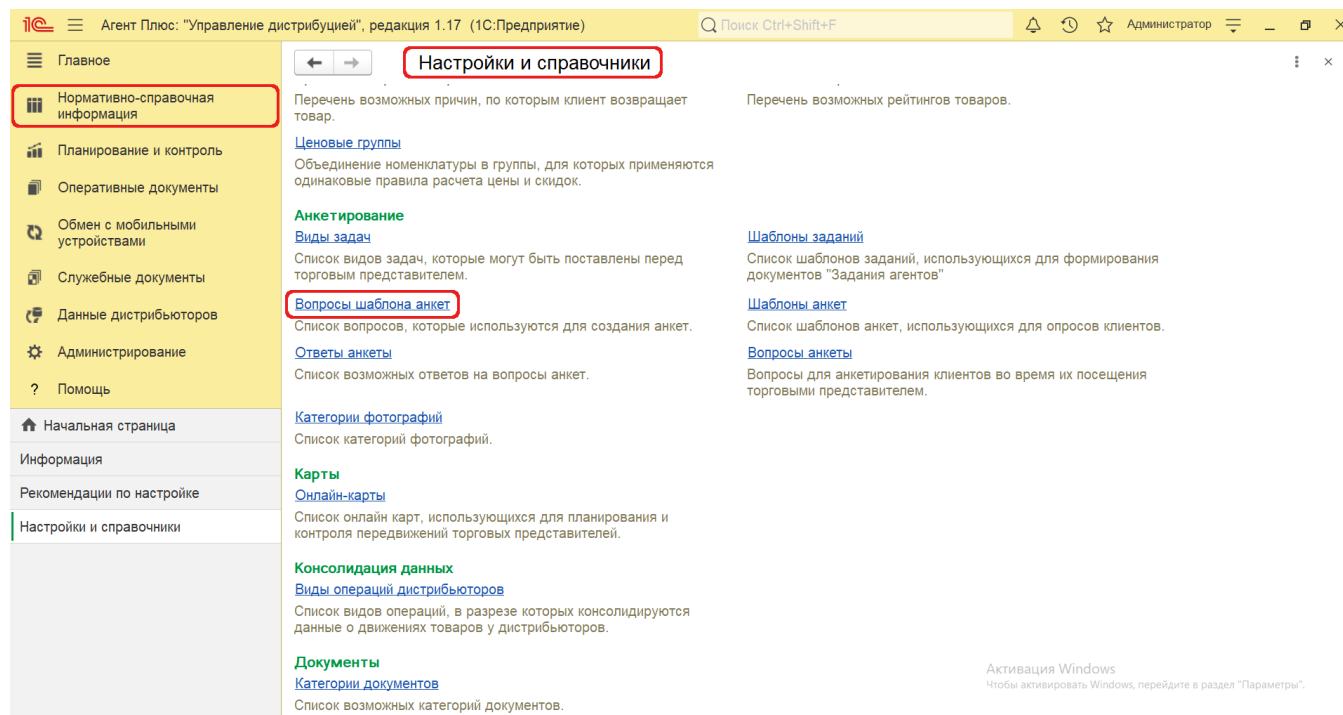 1С Агент Плюс: "Управление дистрибуцией", редакция 1.17 (1С:Предприятие)
Поиск Ctrl+Shift+F
Администратор
Главное
Нормативно-справочная
информация
Планирование и контроль
Оперативные документы
Обмен с мобильными
устройствами
Служебные документы
Данные дистрибьюторов
Администрирование
? Помощь
Начальная страница
Информация
Рекомендации по настройке
Настройки и справочники
Настройки и справочники
Перечень возможных причин, по которым клиент возвращает
товар.
Перечень возможных рейтингов товаров.
Ценовые группы
Объединение номенклатуры в группы, для которых применяются
одинаковые правила расчета цены и скидок.
Анкетирование
Виды задач
Список видов задач, которые могут быть поставлены перед
торговым представителем.
Шаблоны заданий
Список шаблонов заданий, использующихся для формирования
документов "Задания агентов"
Вопросы шаблона анкет
Список вопросов, которые используются для создания анкет.
Шаблоны анкет
Список шаблонов анкет, использующихся для опросов клиентов.
Ответы анкеты
Список возможных ответов на вопросы анкет.
Вопросы анкеты
Вопросы для анкетирования клиентов во время их посещения
торговыми представителем.
Категории фотографий
Список категорий фотографий.
Карты
Онлайн-карты
Список онлайн карт, использующихся для планирования и
контроля передвижений торговых представителей.
Консолидация данных
Виды операций дистрибьюторов
Список видов операций, в разрезе которых консолидируются
данные о движениях товаров у дистрибьюторов.
Документы
Категории документов
Список возможных категорий документов.
Активация Windows
Чтобы активировать Windows, перейдите в раздел "Параметры".